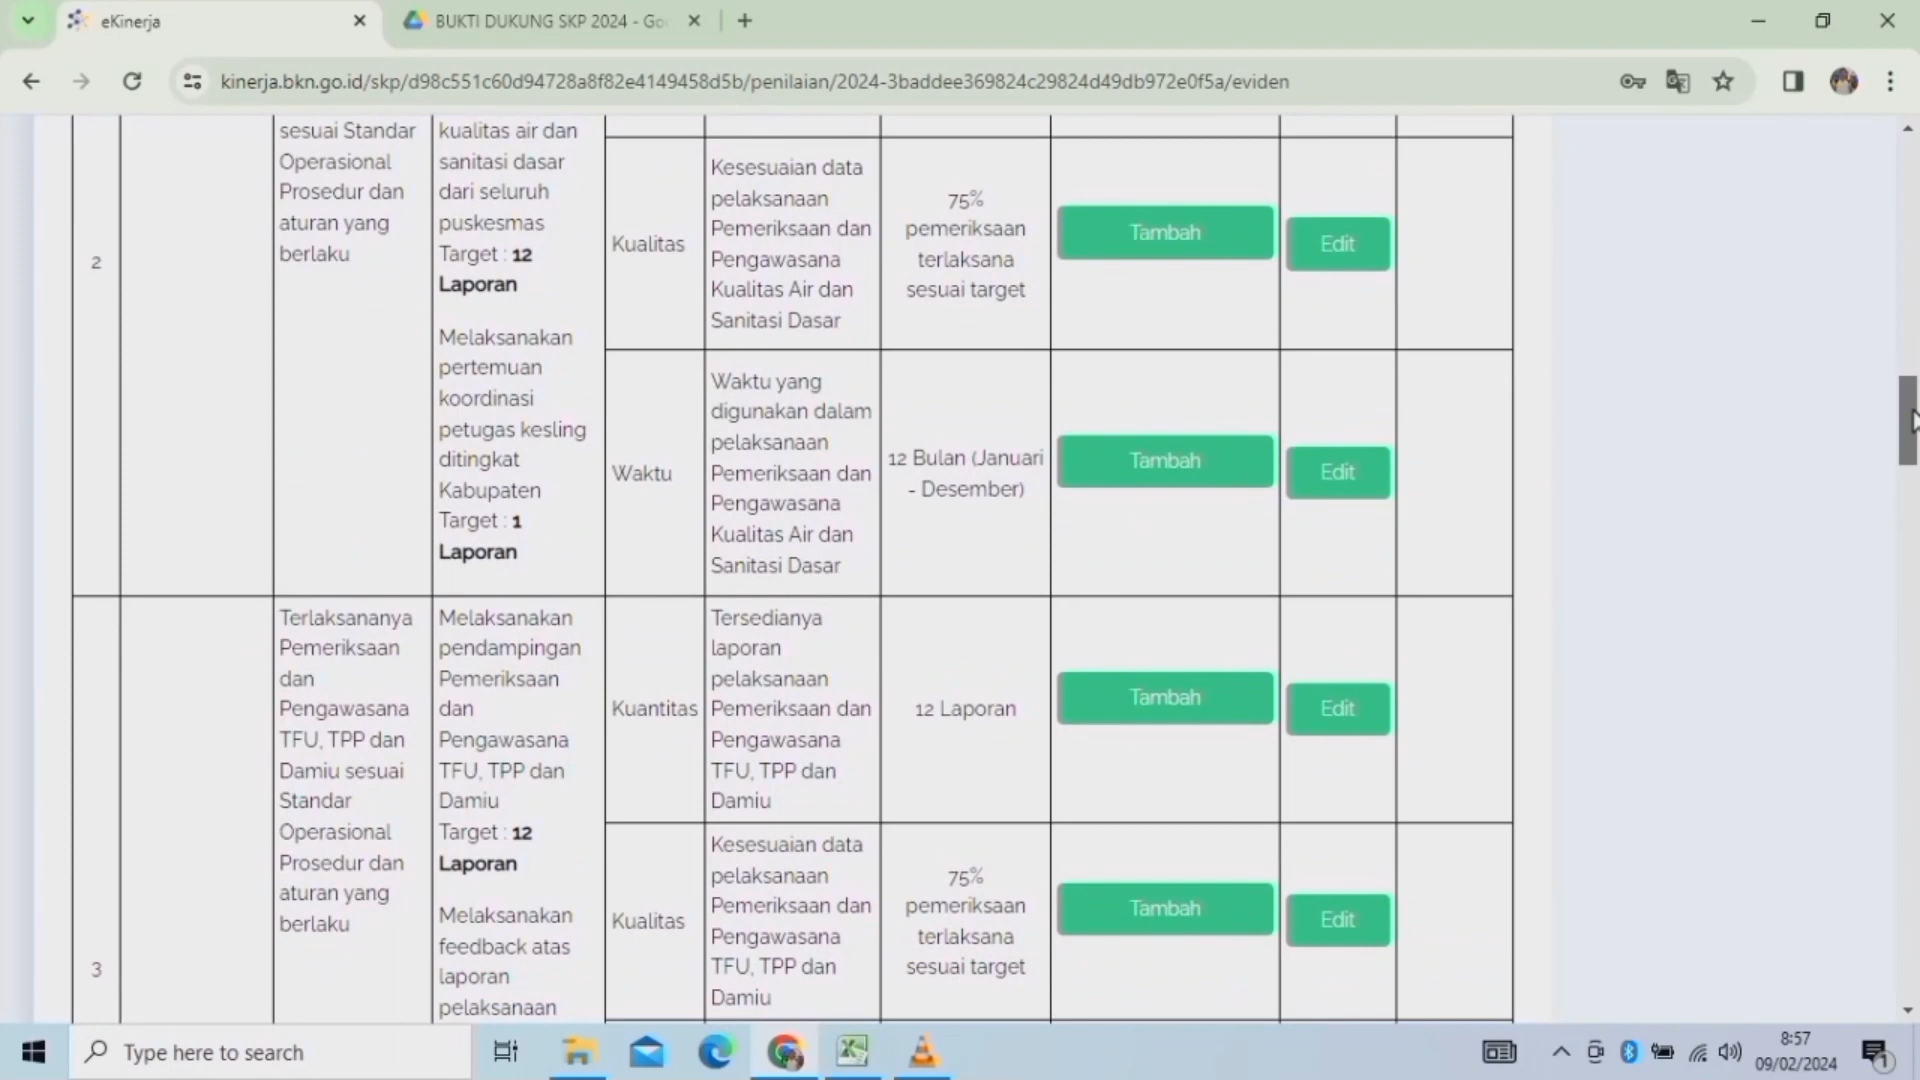 eKinerja
BUKTI DUKUNG SKP 2024 - Go
kinerja.bkn.go.id/skp/d98c551c60d94728a8f82e4149458d5b/penilaian/2024-3baddee369824c29824d49db972e0f5a/eviden
2
sesuai Standar
Operasional
Prosedur dan
aturan yang
berlaku
kualitas air dan
sanitasi dasar
dari seluruh
puskesmas
Target : 12
Laporan
Melaksanakan
pertemuan
koordinasi
petugas kesling
ditingkat
Kabupaten
Target : 1
Laporan
Kualitas
Kesesuaian data
pelaksanaan
Pemeriksaan dan
Pengawasana
Kualitas Air dan
Sanitasi Dasar
75%
pemeriksaan
terlaksana
sesuai target
Tambah
Edit
Waktu
Waktu yang
digunakan dalam
pelaksanaan
Pemeriksaan dan
Pengawasana
Kualitas Air dan
Sanitasi Dasar
12 Bulan (Januari
- Desember)
Tambah
Edit
3
Terlaksananya
Pemeriksaan
dan
Pengawasana
TFU, TPP dan
Damiu sesuai
Standar
Operasional
Prosedur dan
aturan yang
berlaku
Melaksanakan
pendampingan
Pemeriksaan
dan
Pengawasana
TFU, TPP dan
Damiu
Target : 12
Laporan
Melaksanakan
feedback atas
laporan
pelaksanaan
Kuantitas
Tersedianya
laporan
pelaksanaan
Pemeriksaan dan
Pengawasana
TFU, TPP dan
Damiu
12 Laporan
Tambah
Edit
Kualitas
Kesesuaian data
pelaksanaan
Pemeriksaan dan
Pengawasana
TFU, TPP dan
Damiu
75%
pemeriksaan
terlaksana
sesuai target
Tambah
Edit
Type here to search
8:57
09/02/2024
1